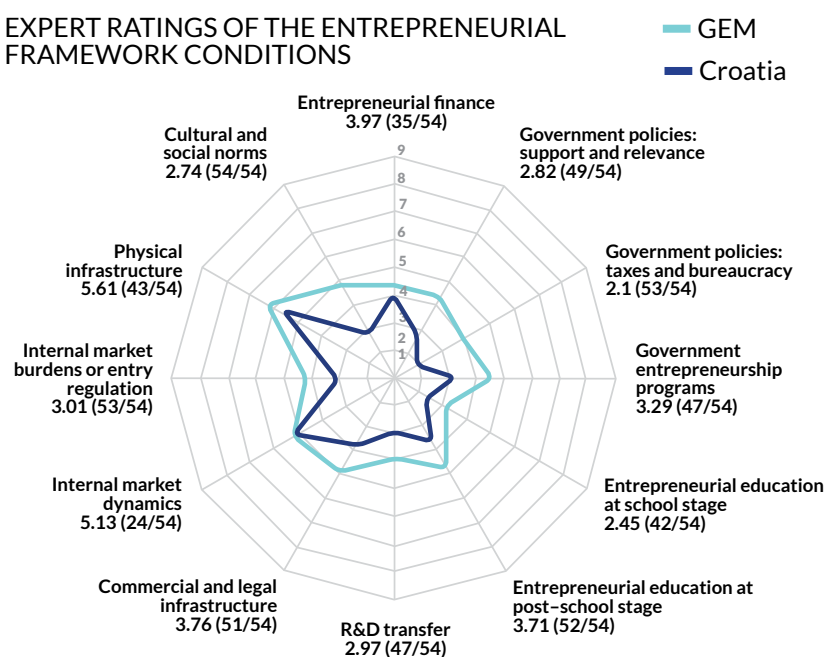 EXPERT RATINGS OF THE ENTREPRENEURIAL
FRAMEWORK CONDITIONS
GEM
Croatia
Entrepreneurial finance
3.97 (35/54)
Government policies:
support and relevance
2.82 (49/54)
Government policies:
taxes and bureaucracy
2.1 (53/54)
Government
entrepreneurship
programs
3.29 (47/54)
Entrepreneurial education
at school stage
2.45 (42/54)
Entrepreneurial education at
post–school stage
3.71 (52/54)
R&D transfer
2.97 (47/54)
Commercial and legal
infrastructure
3.76 (51/54)
Internal market
dynamics
5.13 (24/54)
Internal market
burdens or entry
regulation
3.01 (53/54)
Physical
infrastructure
5.61 (43/54)
Cultural and
social norms
2.74 (54/54)
9
8
7
6
5
4
3
2
1